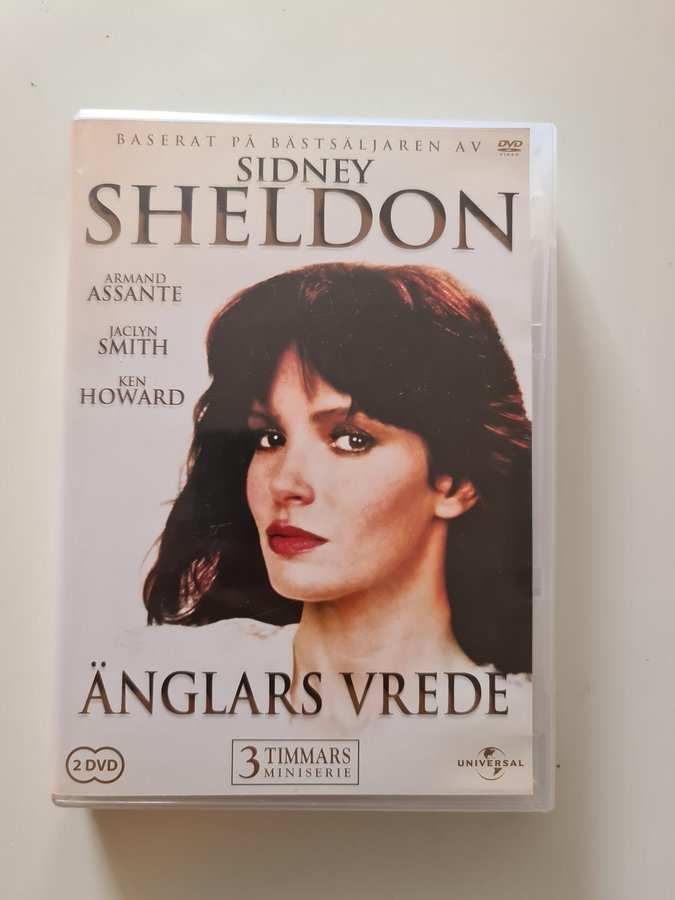 BASERAT PÅ BÄSTSÄLJAREN AV
DVD
VIDEO
SIDNEY
SHELDON
ARMAND
ASSANTE
JACLYN
SMITH
KEN
HOWARD
ÄNGLARS VREDE
2 DVD
3 TIMMARS
MINISERIE
UNIVERSAL